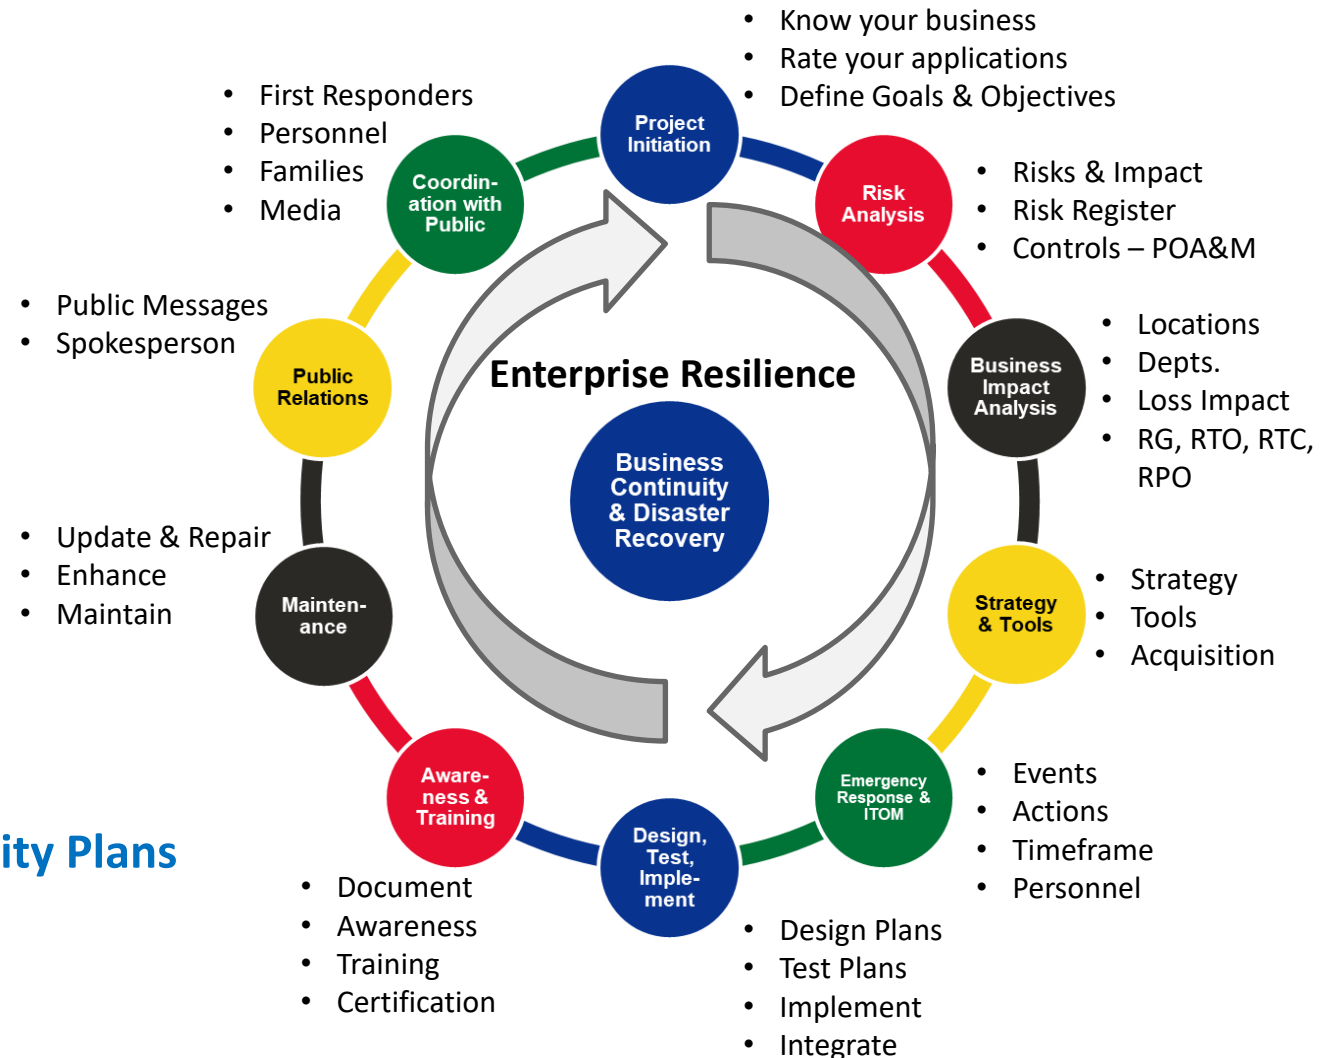 • Know your business
• Rate your applications
• Define Goals & Objectives
Project
Initiation
• Risks & Impact
• Risk Register
• Controls – POA&M
Risk
Analysis
• Locations
• Depts.
• Loss Impact
• RG, RTO, RTC,
RPO
Business
Impact
Analysis
• Strategy
• Tools
• Acquisition
Strategy
& Tools
• Events
• Actions
• Timeframe
• Personnel
Emergency
Response &
ITOM
• Design Plans
• Test Plans
• Implement
• Integrate
Design,
Test,
Imple-
ment
• Document
• Awareness
• Training
• Certification
Aware-
ness &
Training
• Update & Repair
• Enhance
• Maintain
Mainten-
ance
• Public Messages
• Spokesperson
Public
Relations
• First Responders
• Personnel
• Families
• Media
Coordin-
ation with
Public
Enterprise Resilience
Business
Continuity
& Disaster
Recovery
ity Plans